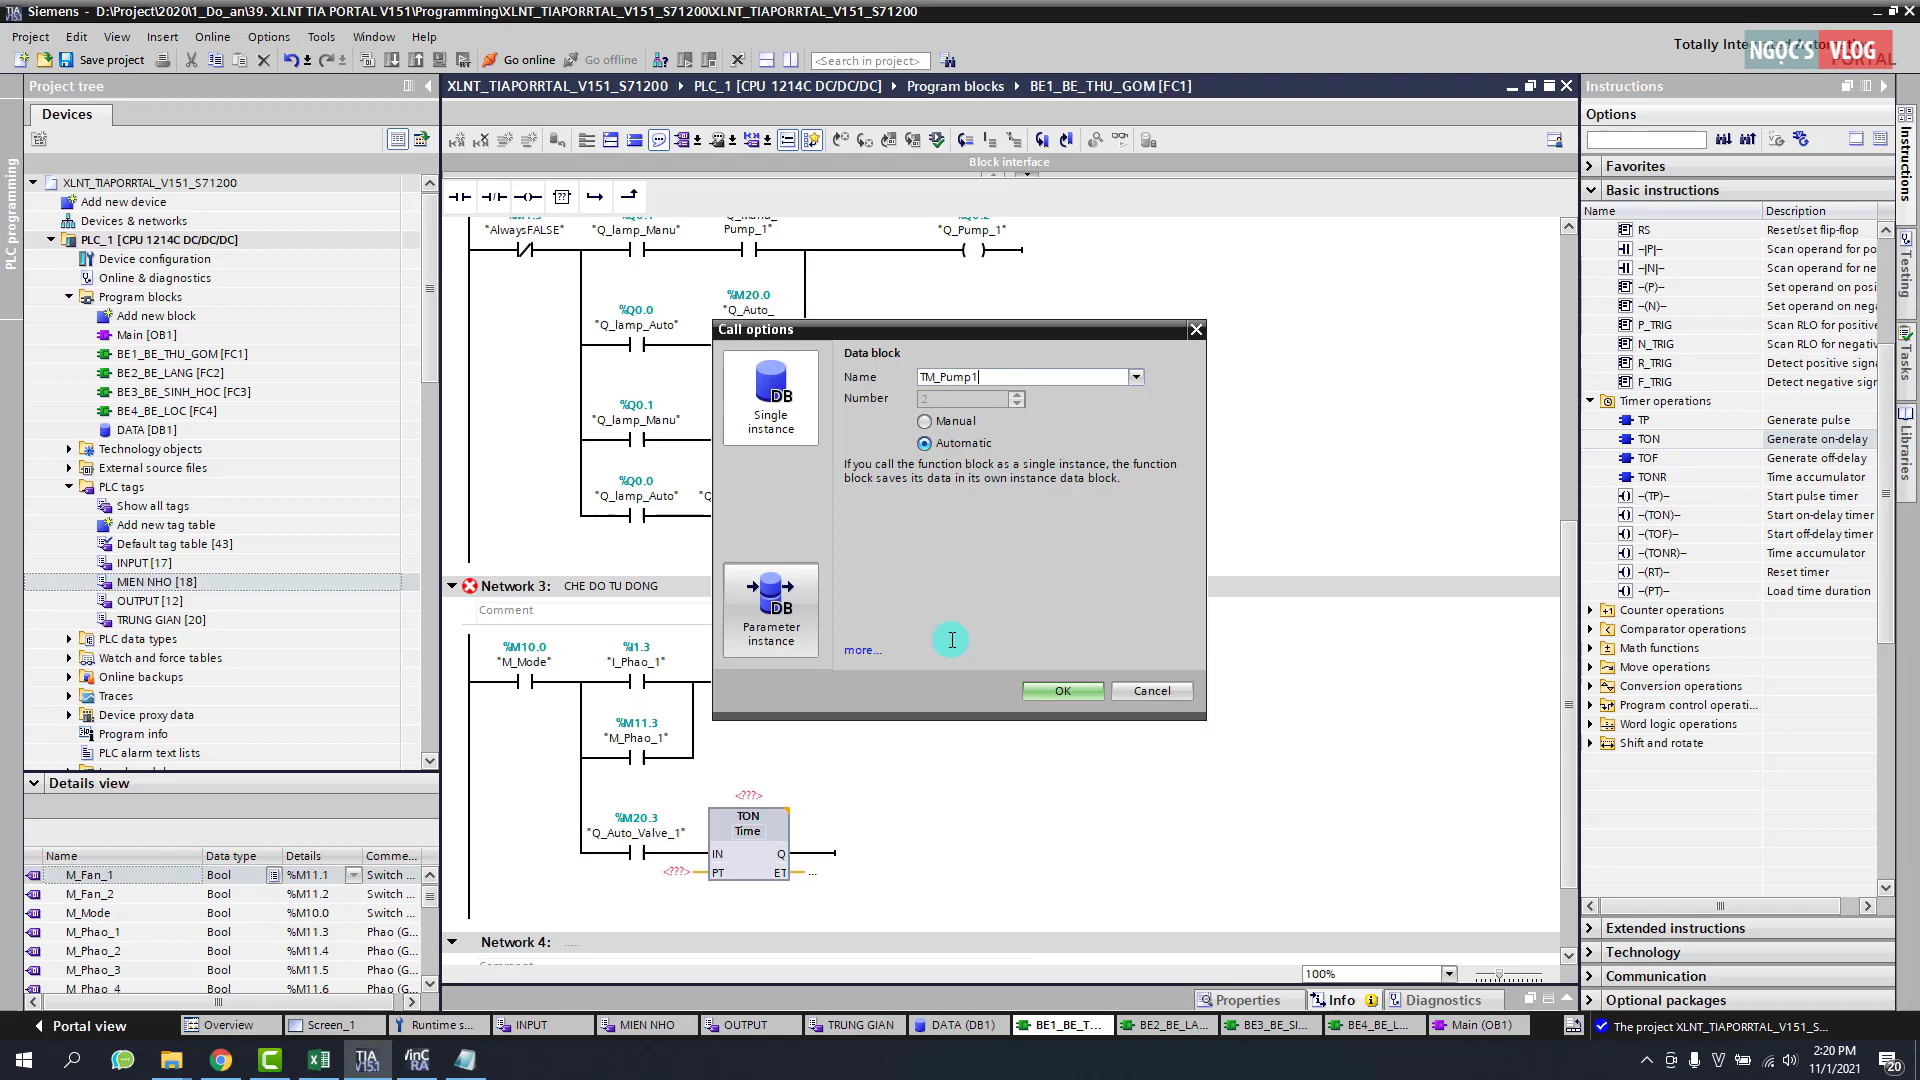 Siemens - D:\Project\2020\1_Do_an\39. XLNT TIA PORTAL V151\Programming\XLNT_TIAPORRTAL_V151_S71200\XLNT_TIAPORRTAL_V151_S71200
Project Edit View Insert Online Options Tools Window Help
Totally Inte
PORTAL
NGỌC'S VLOG
Save project
Go online
Go offline
<Search in project>
Project tree
Devices
PLC programming
XLNT_TIAPORRTAL_V151_S71200
Add new device
Devices & networks
PLC_1 [CPU 1214C DC/DC/DC]
Device configuration
Online & diagnostics
Program blocks
Add new block
Main [OB1]
BE1_BE_THU_GOM [FC1]
BE2_BE_LANG [FC2]
BE3_BE_SINH_HOC [FC3]
BE4_BE_LOC [FC4]
DATA [DB1]
Technology objects
External source files
PLC tags
Show all tags
Add new tag table
Default tag table [43]
INPUT [17]
MIEN NHO [18]
OUTPUT [12]
TRUNG GIAN [20]
PLC data types
Watch and force tables
Online backups
Traces
Device proxy data
Program info
PLC alarm text lists
Details view
Name Data type Details Comme...
M_Fan_1 Bool %M11.1 Switch ...
M_Fan_2 Bool %M11.2 Switch ...
M_Mode Bool %M10.0 Switch ...
M_Phao_1 Bool %M11.3 Phao (G...
M_Phao_2 Bool %M11.4 Phao (G...
M_Phao_3 Bool %M11.5 Phao (G...
M_Phao_4 Bool %M11.6 Phao (G...
XLNT_TIAPORRTAL_V151_S71200 PLC_1 [CPU 1214C DC/DC/DC] Program blocks BE1_BE_THU_GOM [FC1]
Block interface
"AlwaysFALSE" "Q_lamp_Manu" Pump_1" "Q_Pump_1"
%M20.0
"Q_Auto_
%Q0.0
"Q_lamp_Auto"
%Q0.1
"Q_lamp_Manu"
%Q0.0
"Q_lamp_Auto" "Q
Network 3: CHE DO TU DONG
Comment
%M10.0 %I1.3
"M_Mode" "I_Phao_1"
%M11.3
"M_Phao_1"
<???>
%M20.3 TON
"Q_Auto_Valve_1" Time
IN Q
<???> PT ET ...
Network 4: .....
Call options
Data block
Name TM_Pump1
Number 2
Manual
Automatic
If you call the function block as a single instance, the function
block saves its data in its own instance data block.
DB
Single
instance
DB
Parameter
instance
more...
OK Cancel
100%
Properties Info Diagnostics
Instructions
Options
Favorites
Basic instructions
Name Description
RS Reset/set flip-flop
-|P|- Scan operand for po
-|N|- Scan operand for ne
-(P)- Set operand on posi
-(N)- Set operand on nega
P_TRIG Scan RLO for positive
N_TRIG Scan RLO for negativ
R_TRIG Detect positive signa
F_TRIG Detect negative sign
Timer operations
TP Generate pulse
TON Generate on-delay
TOF Generate off-delay
TONR Time accumulator
-(TP)- Start pulse timer
-(TON)- Start on-delay timer
-(TOF)- Start off-delay timer
-(TONR)- Time accumulator
-(RT)- Reset timer
-(PT)- Load time duration
Counter operations
Comparator operations
Math functions
Move operations
Conversion operations
Program control operati...
Word logic operations
Shift and rotate
Extended instructions
Technology
Communication
Optional packages
Instructions
Testing
Tasks
Libraries
Portal view Overview Screen_1 Runtime s... INPUT MIEN NHO OUTPUT TRUNG GIAN DATA (DB1) BE1_BE_T... BE2_BE_LA... BE3_BE_SI... BE4_BE_L... Main (OB1)
The project XLNT_TIAPORRTAL_V151_S...
TIA
V15.1
2:20 PM
11/1/2021
20